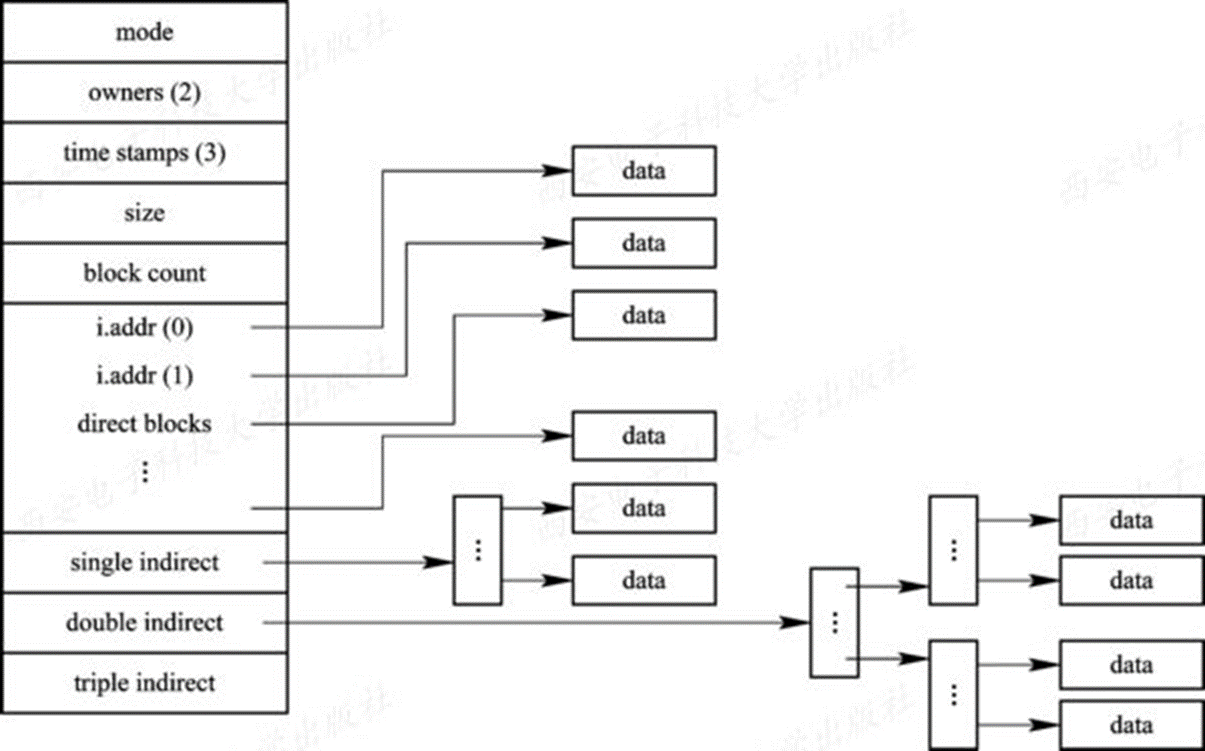 mode
owners (2)
time stamps (3)
size
block count
i.addr (0)
i.addr (1)
direct blocks
⋮
single indirect
double indirect
triple indirect
data
data
data
data
data
data
⋮
⋮
⋮
⋮
data
data
data
data
西安电子科技大学出版社